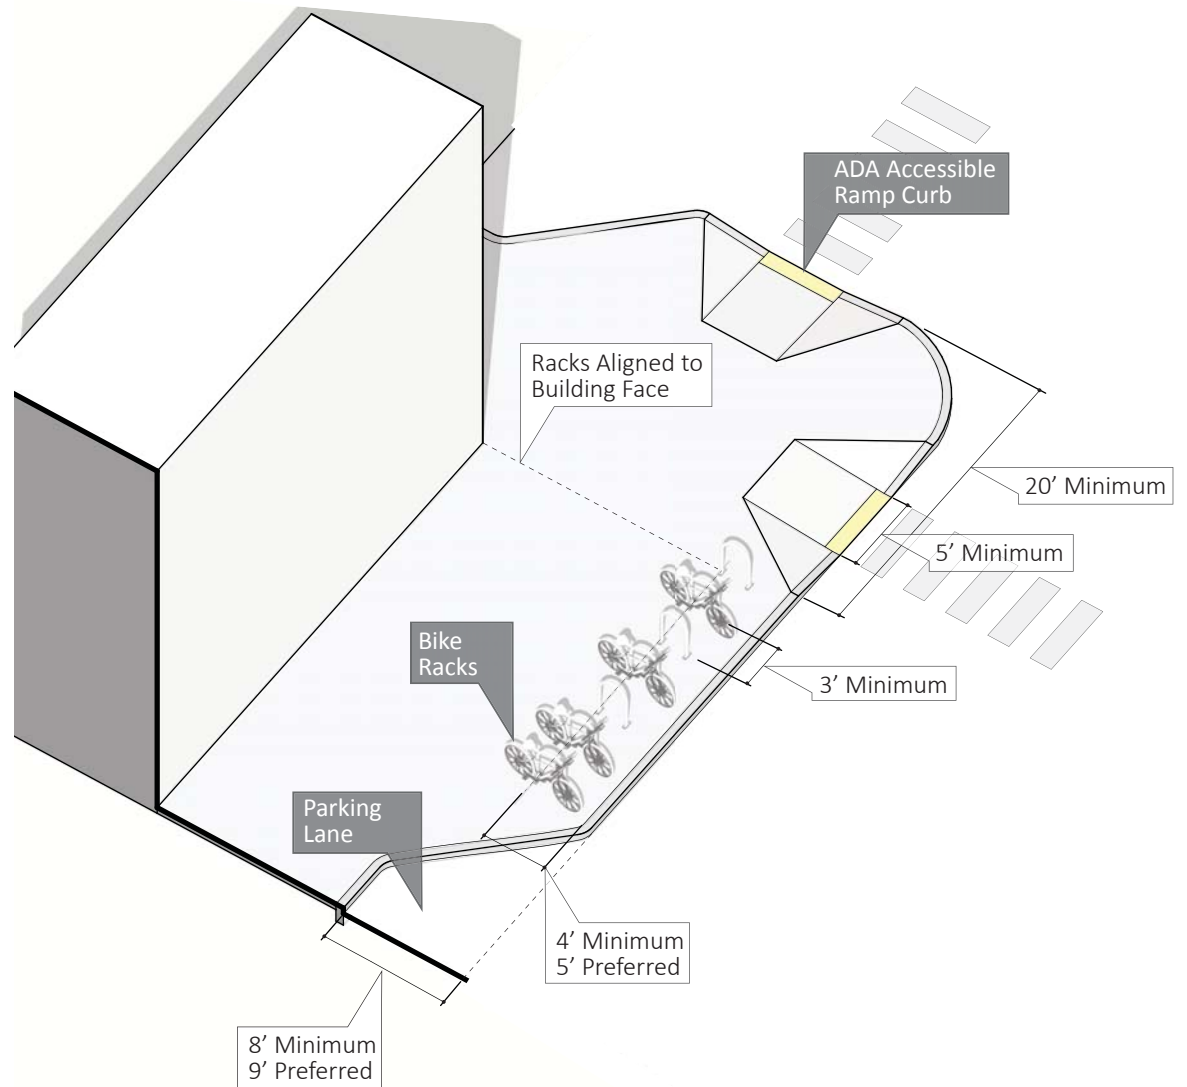 ADA Accessible
Ramp Curb
Racks Aligned to
Building Face
20’ Minimum
5’ Minimum
Bike
Racks
3’ Minimum
Parking
Lane
4’ Minimum
5’ Preferred
8’ Minimum
9’ Preferred